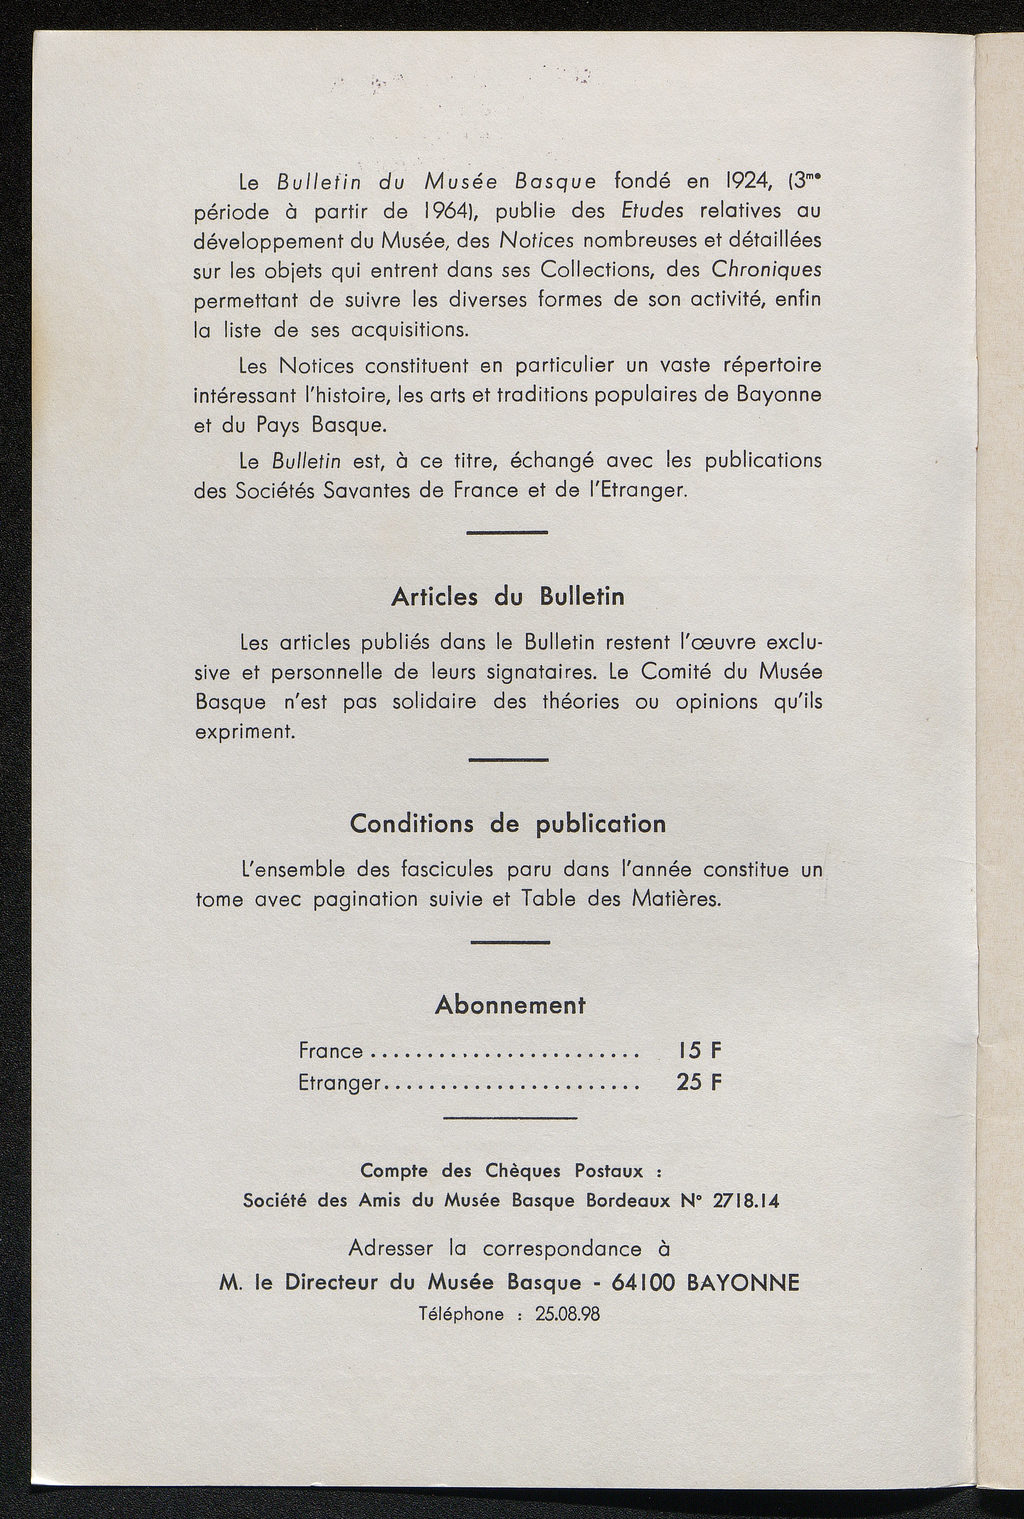 Le Bulletin du Musée Basque fondé en 1924, (3me
période à partir de 1964), publie des Etudes relatives au
développement du Musée, des Notices nombreuses et détaillées
sur les objets qui entrent dans ses Collections, des Chroniques
permettant de suivre les diverses formes de son activité, enfin
la liste de ses acquisitions.
Les Notices constituent en particulier un vaste répertoire
intéressant l'histoire, les arts et traditions populaires de Bayonne
et du Pays Basque.
Le Bulletin est, à ce titre, échangé avec les publications
des Sociétés Savantes de France et de l'Etranger.
Articles du Bulletin
Les articles publiés dans le Bulletin restent l'œuvre exclu-
sive et personnelle de leurs signataires. Le Comité du Musée
Basque n'est pas solidaire des théories ou opinions qu'ils
expriment.
Conditions de publication
L'ensemble des fascicules paru dans l'année constitue un
tome avec pagination suivie et Table des Matières.
Abonnement
France ........................ 15 F
Etranger....................... 25 F
Compte des Chèques Postaux :
Société des Amis du Musée Basque Bordeaux N° 2718.14
Adresser la correspondance à
M. le Directeur du Musée Basque - 64100 BAYONNE
Téléphone : 25.08.98